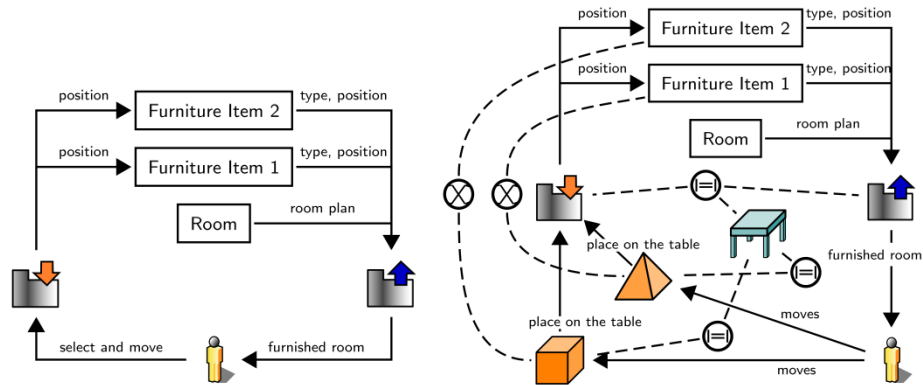 position
Furniture Item 2
type, position
position
Furniture Item 1
type, position
Room
room plan
select and move
furnished room
position
Furniture Item 2
type, position
position
Furniture Item 1
type, position
Room
room plan
place on the table
furnished room
place on the table
moves
moves